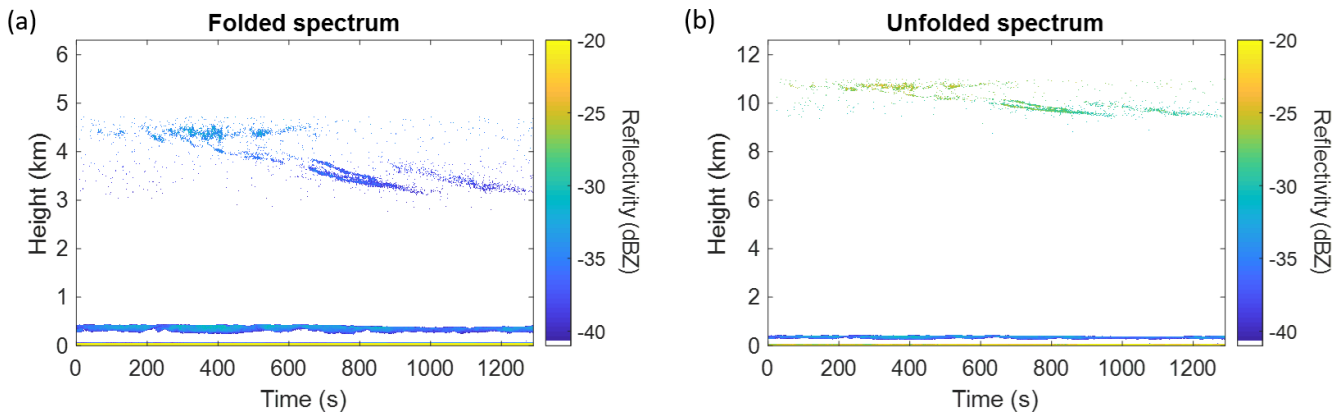 (a)
Folded spectrum
6
5
4
3
2
1
0
Height (km)
0 200 400 600 800 1000 1200
Time (s)
-20
-25
-30
-35
-40
Reflectivity (dBZ)
(b)
Unfolded spectrum
12
10
8
6
4
2
0
Height (km)
0 200 400 600 800 1000 1200
Time (s)
-20
-25
-30
-35
-40
Reflectivity (dBZ)